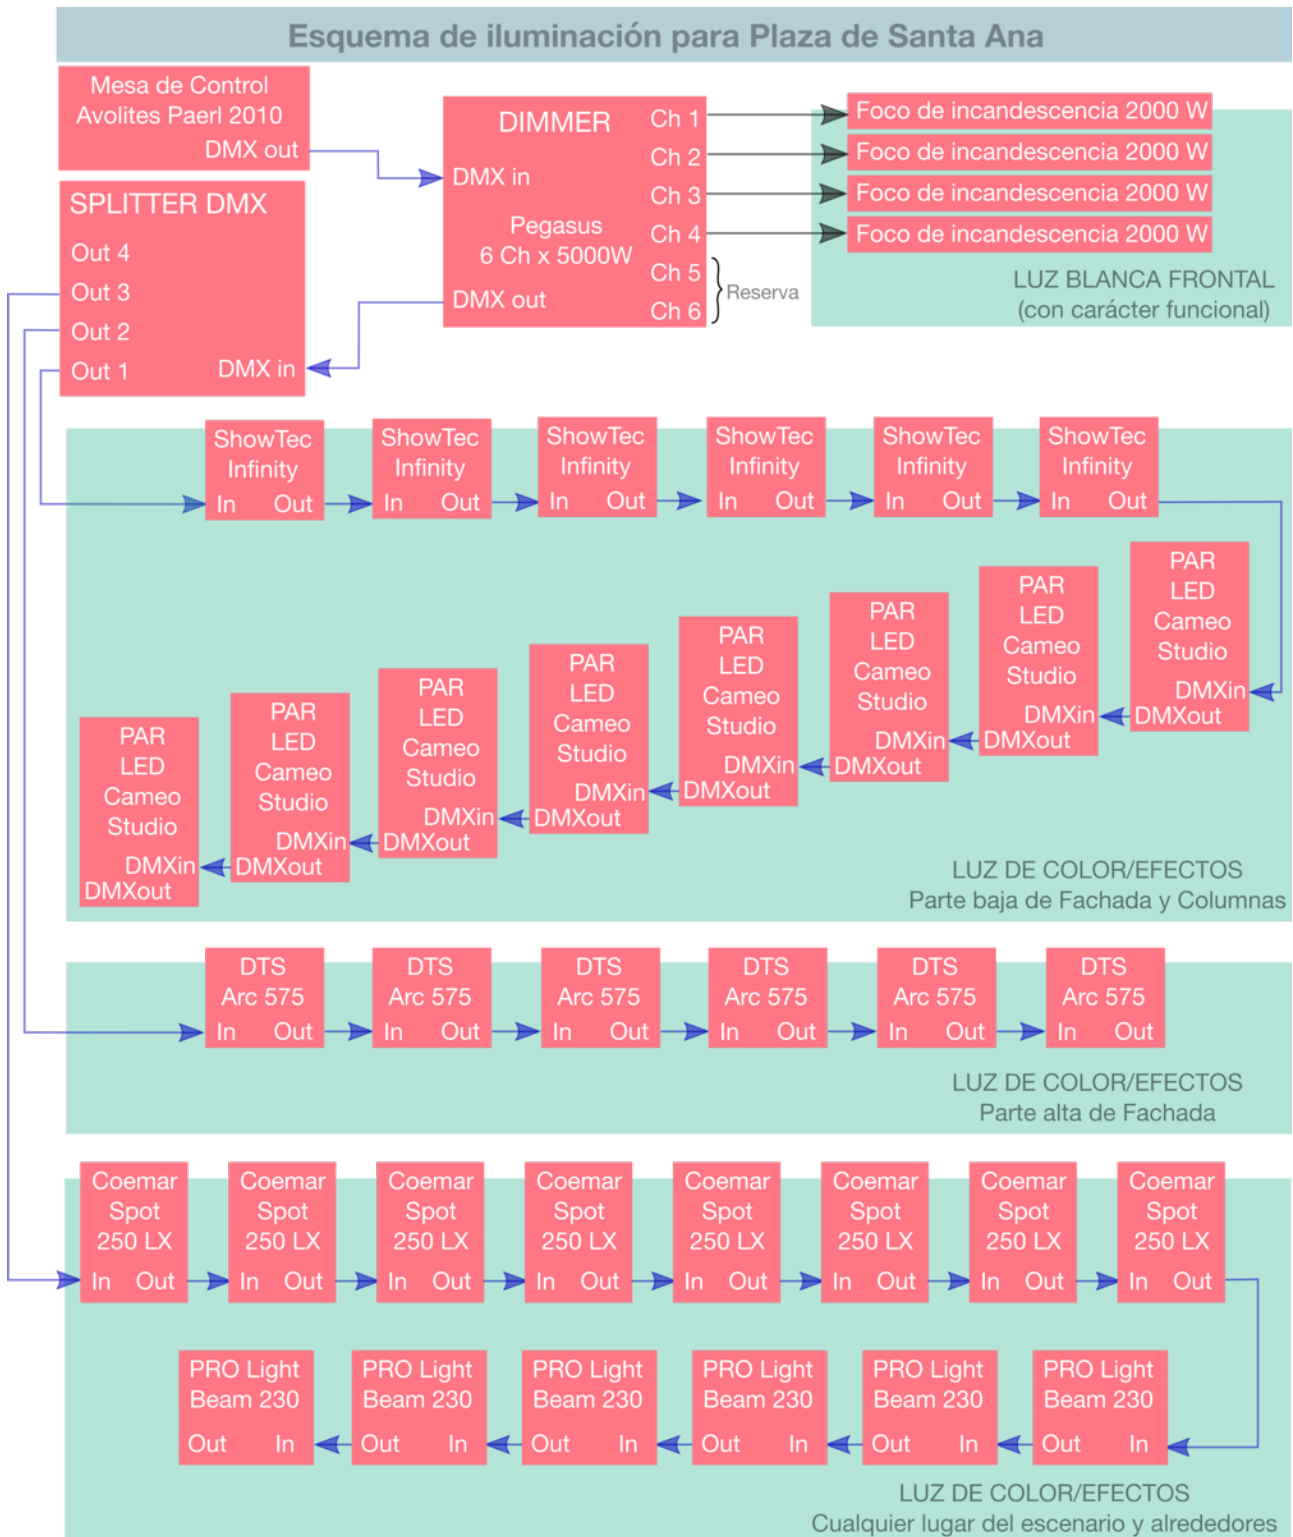 Esquema de iluminación para Plaza de Santa Ana
Mesa de Control
Avolites Paerl 2010
DMX out
DIMMER
DMX in
Pegasus
6 Ch x 5000W
DMX out
Ch 1
Ch 2
Ch 3
Ch 4
Ch 5
Ch 6
Reserva
Foco de incandescencia 2000 W
Foco de incandescencia 2000 W
Foco de incandescencia 2000 W
Foco de incandescencia 2000 W
LUZ BLANCA FRONTAL
(con carácter funcional)
SPLITTER DMX
Out 4
Out 3
Out 2
Out 1
DMX in
ShowTec
Infinity
In Out
ShowTec
Infinity
In Out
ShowTec
Infinity
In Out
ShowTec
Infinity
In Out
ShowTec
Infinity
In Out
ShowTec
Infinity
In Out
PAR
LED
Cameo
Studio
DMXin
DMXout
PAR
LED
Cameo
Studio
DMXin
DMXout
PAR
LED
Cameo
Studio
DMXin
DMXout
PAR
LED
Cameo
Studio
DMXin
DMXout
PAR
LED
Cameo
Studio
DMXin
DMXout
PAR
LED
Cameo
Studio
DMXin
DMXout
PAR
LED
Cameo
Studio
DMXin
DMXout
PAR
LED
Cameo
Studio
DMXin
DMXout
LUZ DE COLOR/EFECTOS
Parte baja de Fachada y Columnas
DTS
Arc 575
In Out
DTS
Arc 575
In Out
DTS
Arc 575
In Out
DTS
Arc 575
In Out
DTS
Arc 575
In Out
DTS
Arc 575
In Out
LUZ DE COLOR/EFECTOS
Parte alta de Fachada
Coemar
Spot
250 LX
In Out
Coemar
Spot
250 LX
In Out
Coemar
Spot
250 LX
In Out
Coemar
Spot
250 LX
In Out
Coemar
Spot
250 LX
In Out
Coemar
Spot
250 LX
In Out
Coemar
Spot
250 LX
In Out
Coemar
Spot
250 LX
In Out
PRO Light
Beam 230
Out In
PRO Light
Beam 230
Out In
PRO Light
Beam 230
Out In
PRO Light
Beam 230
Out In
PRO Light
Beam 230
Out In
PRO Light
Beam 230
Out In
LUZ DE COLOR/EFECTOS
Cualquier lugar del escenario y alrededores